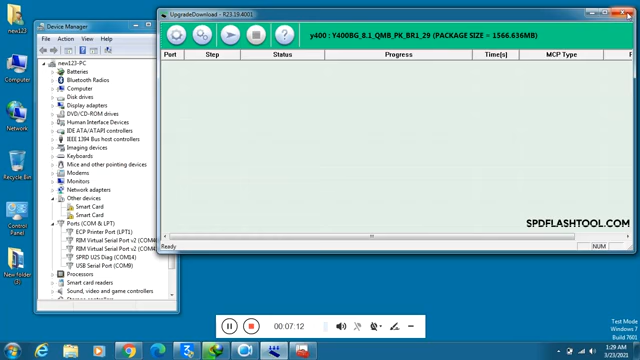 new123
Computer
Network
Recycle Bin
Control Panel
New folder (3)
Device Manager
File Action View Help
new123-PC
Batteries
Bluetooth Radios
Computer
Disk drives
Display adapters
DVD/CD-ROM drives
Human Interface Devices
IDE ATA/ATAPI controllers
IEEE 1394 Bus host controllers
Imaging devices
Keyboards
Mice and other pointing devices
Modems
Monitors
Network adapters
Other devices
Smart Card
Smart Card
Ports (COM & LPT)
ECP Printer Port (LPT1)
RIM Virtual Serial Port v2
RIM Virtual Serial Port v2
SPRD U2S Diag (COM14)
USB Serial Port (COM9)
Processors
Smart card readers
Sound, video and game controllers
UpgradeDownload - R23.19.4001
y400 : Y400BG_8.1_QMB_PK_BR1_29 (PACKAGE SIZE = 1566.636MB)
Port Step Status Progress Time(s) MCP Type
SPDFLASHTOOL.COM
Ready NUM
00:07:12
Test Mode
Windows 7
Build 7601
1:29 AM
3/23/2021